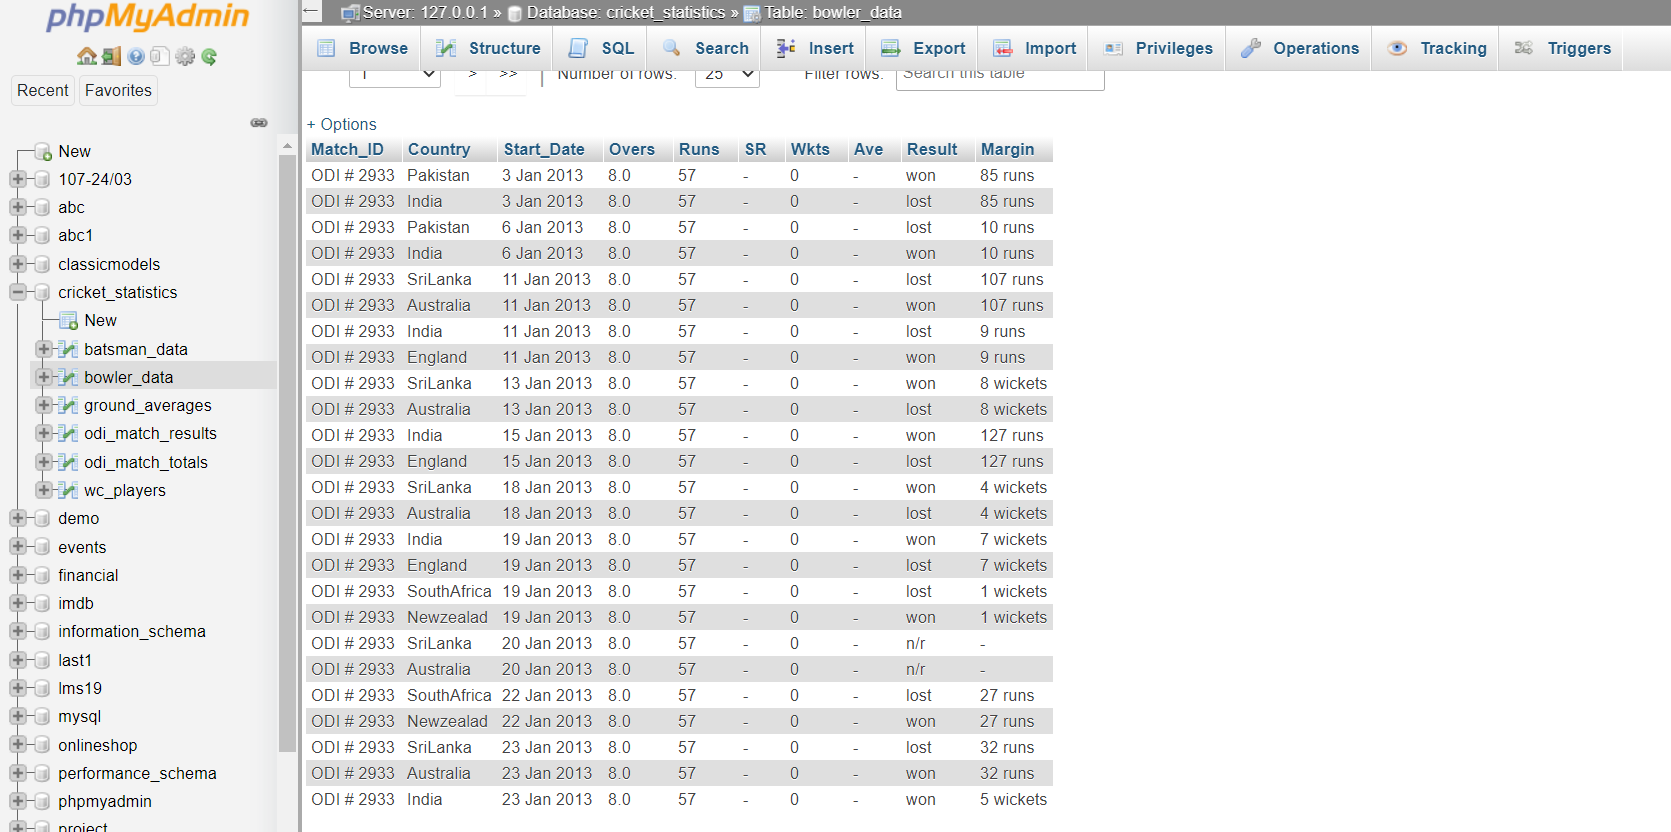 phpMyAdmin
Recent Favorites
New
107-24/03
abc
abc1
classicmodels
cricket_statistics
New
batsman_data
bowler_data
ground_averages
odi_match_results
odi_match_totals
wc_players
demo
events
financial
imdb
information_schema
last1
lms19
mysql
onlineshop
performance_schema
phpmyadmin
project
Server: 127.0.0.1 » Database: cricket_statistics » Table: bowler_data
Browse Structure SQL Search Insert Export Import Privileges Operations Tracking Triggers
1 > >> | Number of rows: 25 Filter rows: Search this table
+ Options
Match_ID Country Start_Date Overs Runs SR Wkts Ave Result Margin
ODI # 2933 Pakistan 3 Jan 2013 8.0 57 - 0 - won 85 runs
ODI # 2933 India 3 Jan 2013 8.0 57 - 0 - lost 85 runs
ODI # 2933 Pakistan 6 Jan 2013 8.0 57 - 0 - lost 10 runs
ODI # 2933 India 6 Jan 2013 8.0 57 - 0 - won 10 runs
ODI # 2933 SriLanka 11 Jan 2013 8.0 57 - 0 - lost 107 runs
ODI # 2933 Australia 11 Jan 2013 8.0 57 - 0 - won 107 runs
ODI # 2933 India 11 Jan 2013 8.0 57 - 0 - lost 9 runs
ODI # 2933 England 11 Jan 2013 8.0 57 - 0 - won 9 runs
ODI # 2933 SriLanka 13 Jan 2013 8.0 57 - 0 - won 8 wickets
ODI # 2933 Australia 13 Jan 2013 8.0 57 - 0 - lost 8 wickets
ODI # 2933 India 15 Jan 2013 8.0 57 - 0 - won 127 runs
ODI # 2933 England 15 Jan 2013 8.0 57 - 0 - lost 127 runs
ODI # 2933 SriLanka 18 Jan 2013 8.0 57 - 0 - won 4 wickets
ODI # 2933 Australia 18 Jan 2013 8.0 57 - 0 - lost 4 wickets
ODI # 2933 India 19 Jan 2013 8.0 57 - 0 - won 7 wickets
ODI # 2933 England 19 Jan 2013 8.0 57 - 0 - lost 7 wickets
ODI # 2933 SouthAfrica 19 Jan 2013 8.0 57 - 0 - lost 1 wickets
ODI # 2933 Newzealad 19 Jan 2013 8.0 57 - 0 - won 1 wickets
ODI # 2933 SriLanka 20 Jan 2013 8.0 57 - 0 - n/r -
ODI # 2933 Australia 20 Jan 2013 8.0 57 - 0 - n/r -
ODI # 2933 SouthAfrica 22 Jan 2013 8.0 57 - 0 - lost 27 runs
ODI # 2933 Newzealad 22 Jan 2013 8.0 57 - 0 - won 27 runs
ODI # 2933 SriLanka 23 Jan 2013 8.0 57 - 0 - lost 32 runs
ODI # 2933 Australia 23 Jan 2013 8.0 57 - 0 - won 32 runs
ODI # 2933 India 23 Jan 2013 8.0 57 - 0 - won 5 wickets